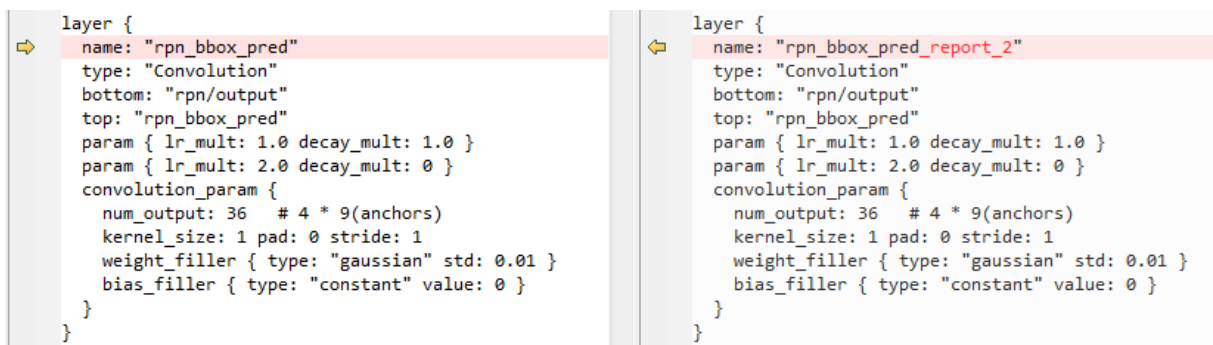 layer {
  name: "rpn_bbox_pred"
  type: "Convolution"
  bottom: "rpn/output"
  top: "rpn_bbox_pred"
  param { lr_mult: 1.0 decay_mult: 1.0 }
  param { lr_mult: 2.0 decay_mult: 0 }
  convolution_param {
    num_output: 36   # 4 * 9(anchors)
    kernel_size: 1 pad: 0 stride: 1
    weight_filler { type: "gaussian" std: 0.01 }
    bias_filler { type: "constant" value: 0 }
  }
}
layer {
  name: "rpn_bbox_pred_report_2"
  type: "Convolution"
  bottom: "rpn/output"
  top: "rpn_bbox_pred"
  param { lr_mult: 1.0 decay_mult: 1.0 }
  param { lr_mult: 2.0 decay_mult: 0 }
  convolution_param {
    num_output: 36   # 4 * 9(anchors)
    kernel_size: 1 pad: 0 stride: 1
    weight_filler { type: "gaussian" std: 0.01 }
    bias_filler { type: "constant" value: 0 }
  }
}